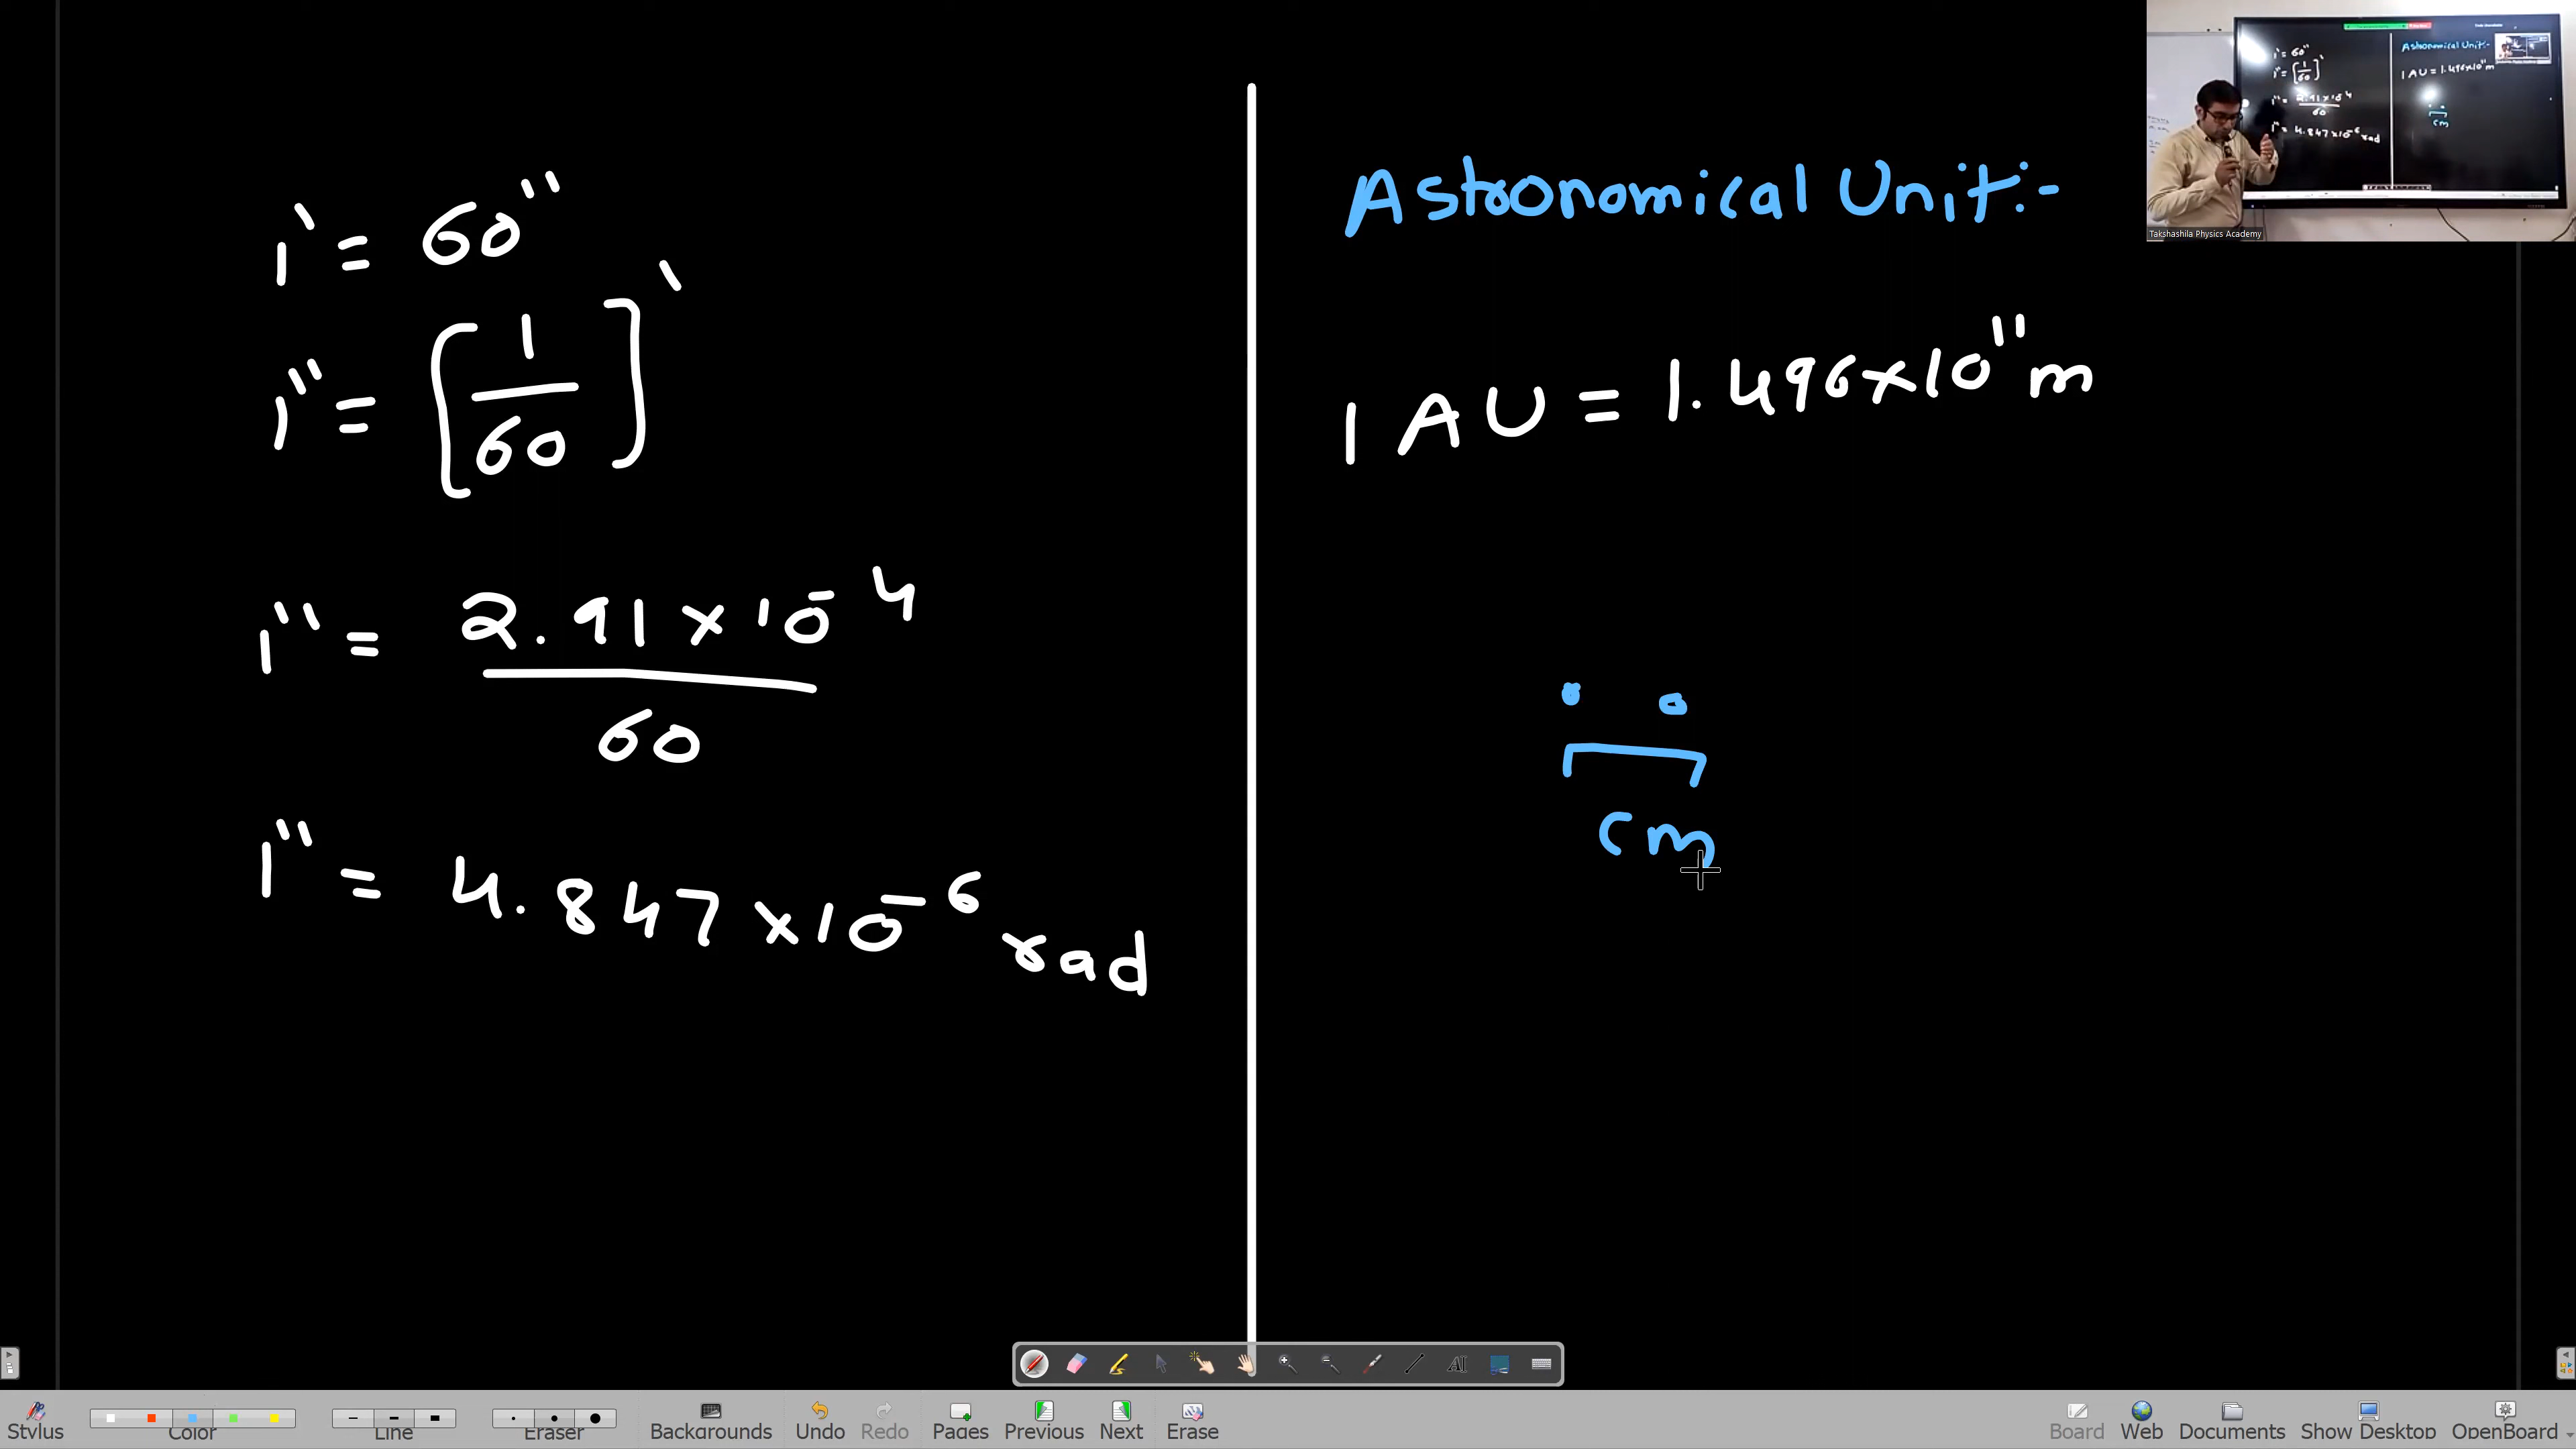 1' = 60''
1'' = [1/60]'
1'' = 2.91 × 10⁻⁴ / 60
1'' = 4.847 × 10⁻⁶ rad
Astronomical Unit:-
1 AU = 1.496 × 10¹¹ m
cm
Takshashila Physics Academy
Stylus
Color
Line
Eraser
Backgrounds
Undo
Redo
Pages
Previous
Next
Erase
Board
Web
Documents
Show Desktop
OpenBoard